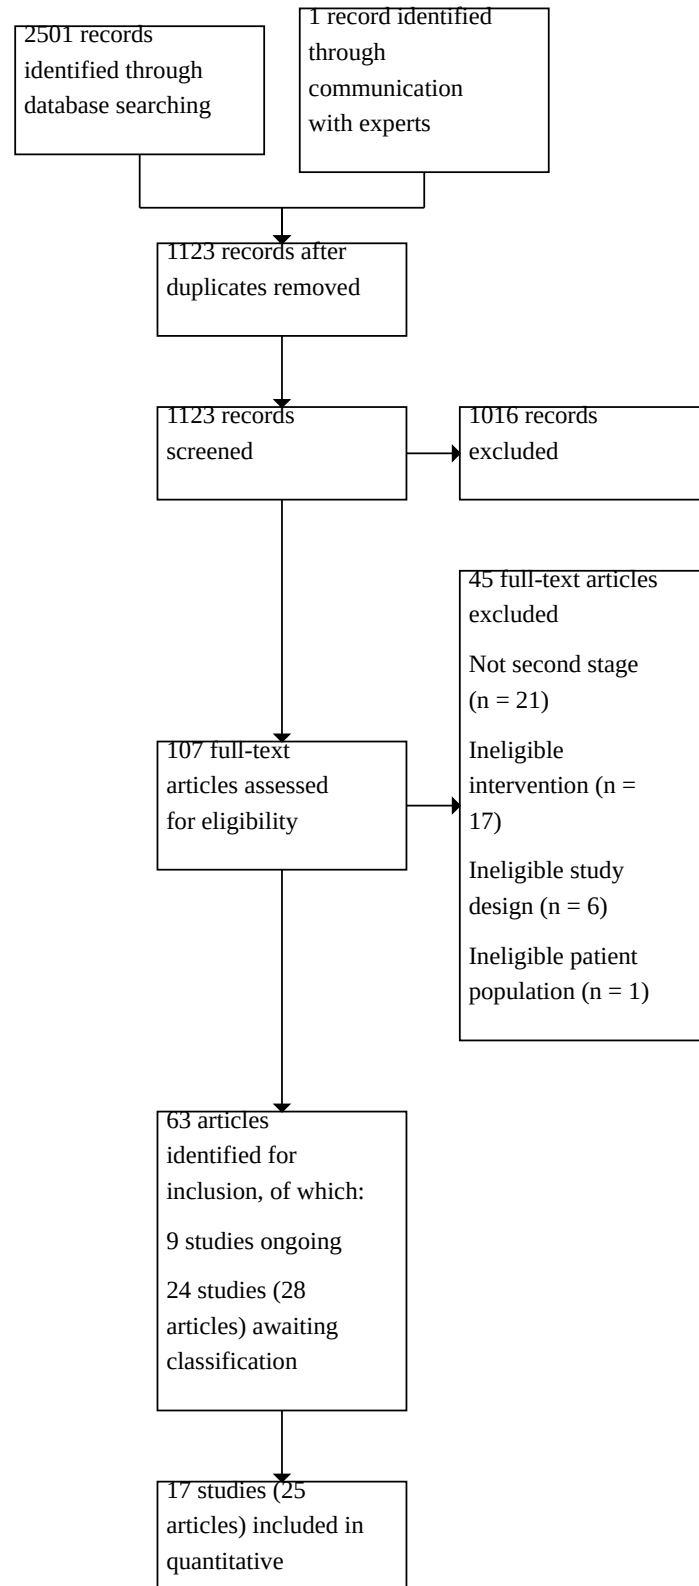 2501 records
identified through
database searching
1 record identified
through
communication
with experts
1123 records after
duplicates removed
1123 records
screened
1016 records
excluded
45 full-text articles
excluded
Not second stage
(n = 21)
Ineligible
intervention (n =
17)
Ineligible study
design (n = 6)
Ineligible patient
population (n = 1)
107 full-text
articles assessed
for eligibility
63 articles
identified for
inclusion, of which:
9 studies ongoing
24 studies (28
articles) awaiting
classification
17 studies (25
articles) included in
quantitative